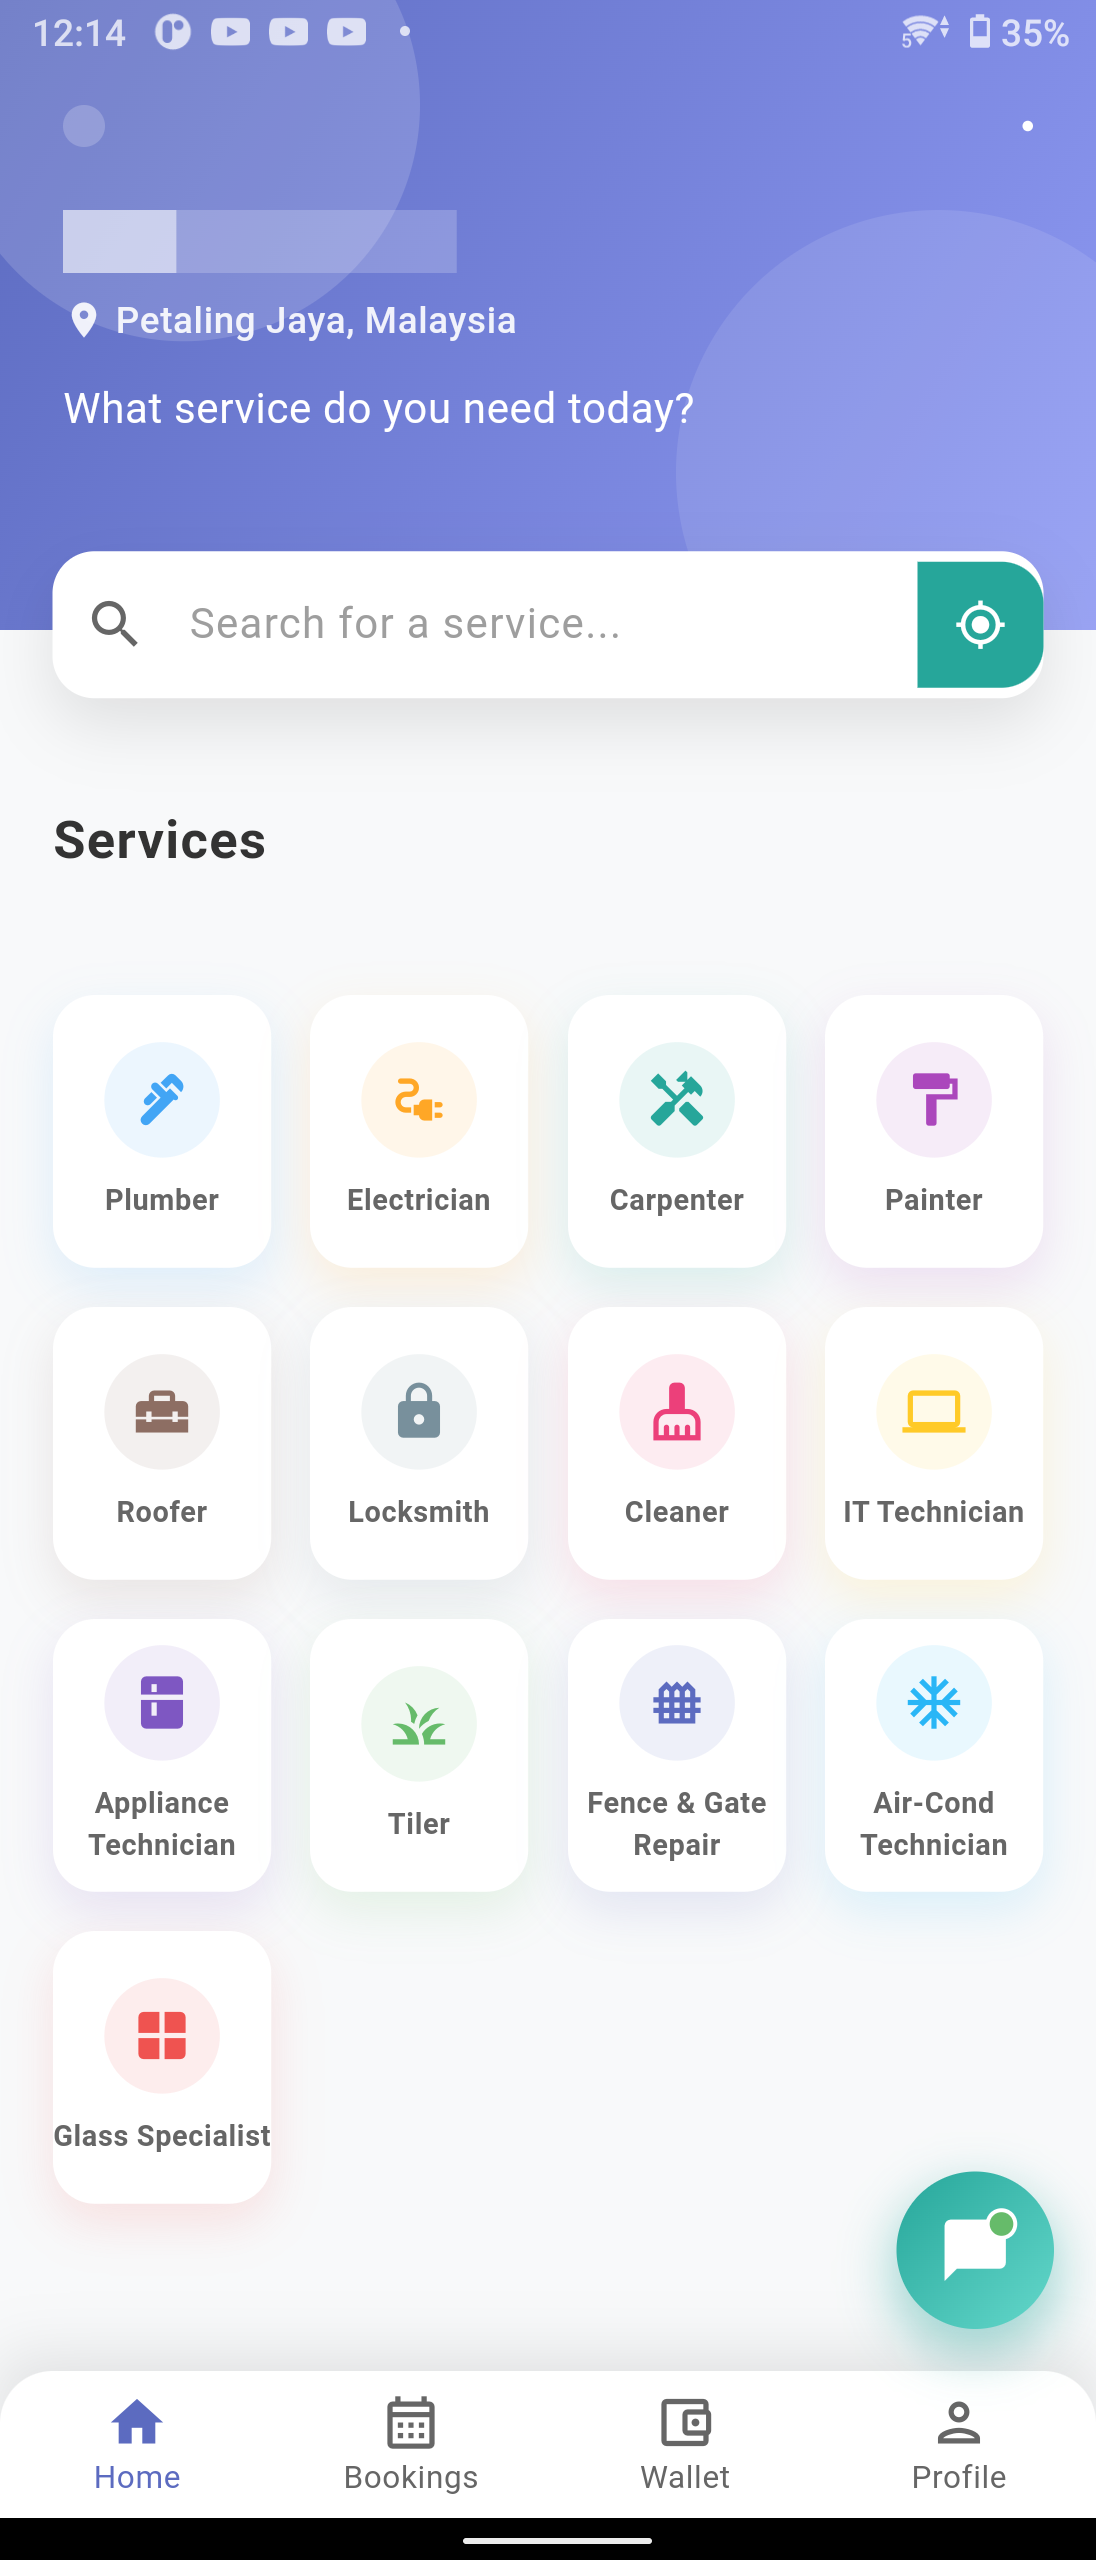 12:14
5
35%
Petaling Jaya, Malaysia
What service do you need today?
Search for a service...
Services
Plumber
Electrician
Carpenter
Painter
Roofer
Locksmith
Cleaner
IT Technician
Appliance
Technician
Tiler
Fence & Gate
Repair
Air-Cond
Technician
Glass Specialist
Home
Bookings
Wallet
Profile